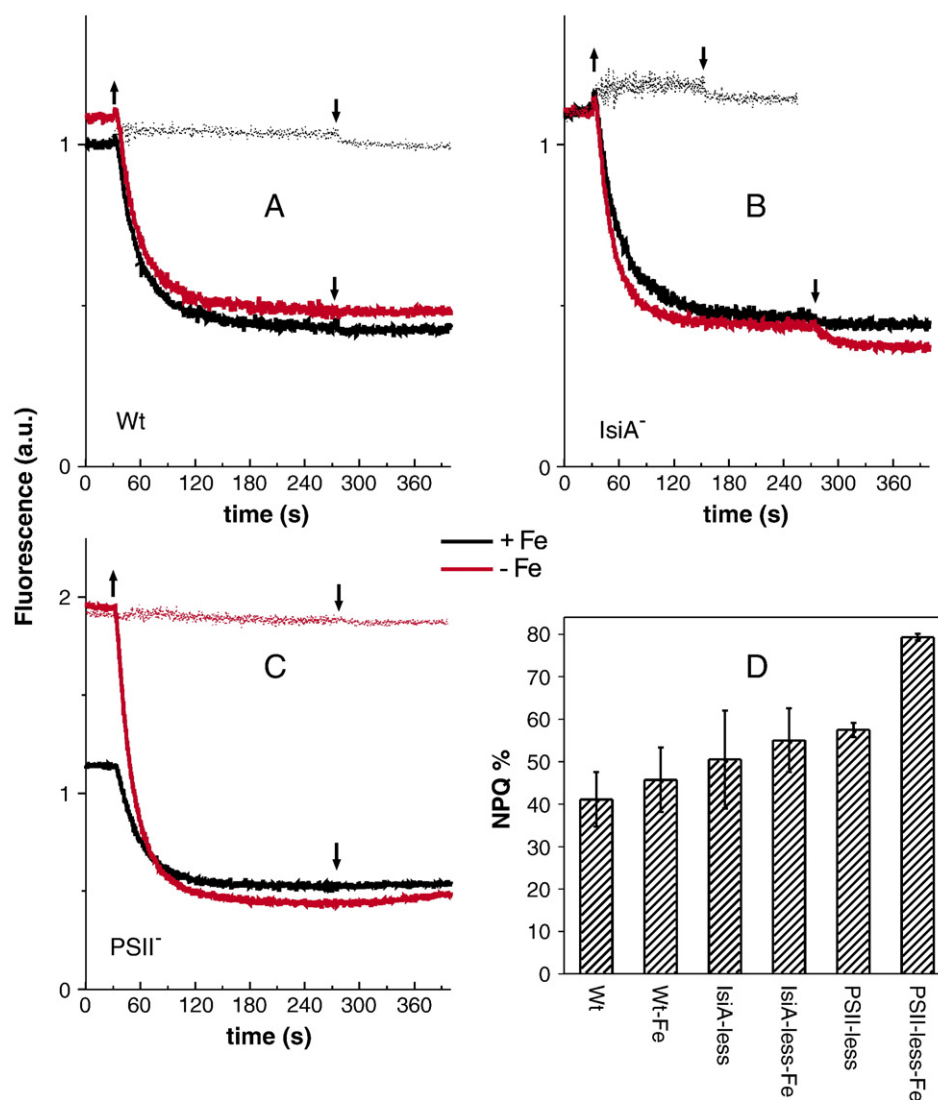 A
B
1
1
0
0
Wt
IsiA⁻
0 60 120 180 240 300 360
0 60 120 180 240 300 360
time (s)
time (s)
Fluorescence (a.u.)
+ Fe
- Fe
2
1
0
C
PSII⁻
0 60 120 180 240 300 360
time (s)
D
NPQ %
80
70
60
50
40
30
20
10
0
Wt
Wt-Fe
IsiA-less
IsiA-less-Fe
PSII-less
PSII-less-Fe